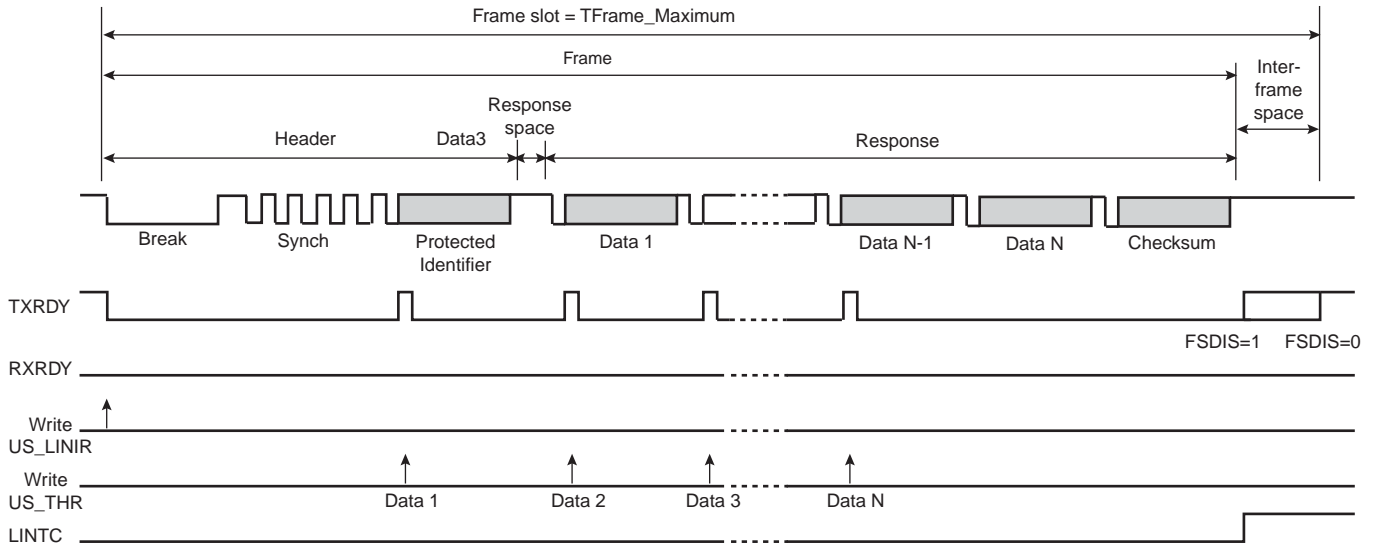 Frame slot = TFrame_Maximum
Frame
Inter-
frame
space
Response
space
Header
Data3
Response
Break
Synch
Protected
Identifier
Data 1
Data N-1
Data N
Checksum
TXRDY
FSDIS=1
FSDIS=0
RXRDY
Write
US_LINIR
Write
US_THR
Data 1
Data 2
Data 3
Data N
LINTC